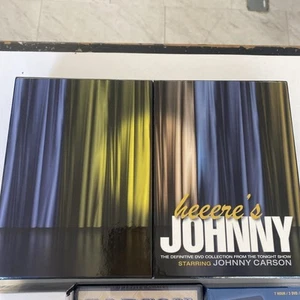 heeere's
JOHNNY
THE DEFINITIVE DVD COLLECTION FROM THE TONIGHT SHOW
STARRING JOHNNY CARSON